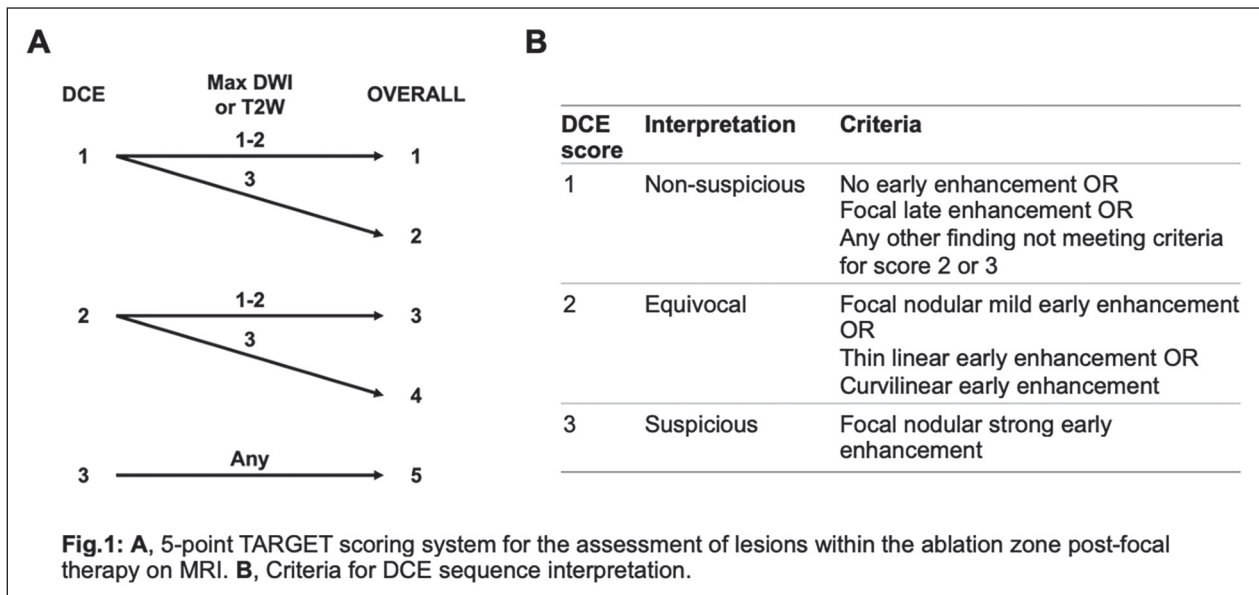 A
DCE
Max DWI
or T2W
OVERALL
1
1-2
1
3
2
2
1-2
3
3
4
3
Any
5
B
DCE
score
Interpretation
Criteria
1
Non-suspicious
No early enhancement OR
Focal late enhancement OR
Any other finding not meeting criteria
for score 2 or 3
2
Equivocal
Focal nodular mild early enhancement
OR
Thin linear early enhancement OR
Curvilinear early enhancement
3
Suspicious
Focal nodular strong early
enhancement
Fig.1: A, 5-point TARGET scoring system for the assessment of lesions within the ablation zone post-focal
therapy on MRI. B, Criteria for DCE sequence interpretation.